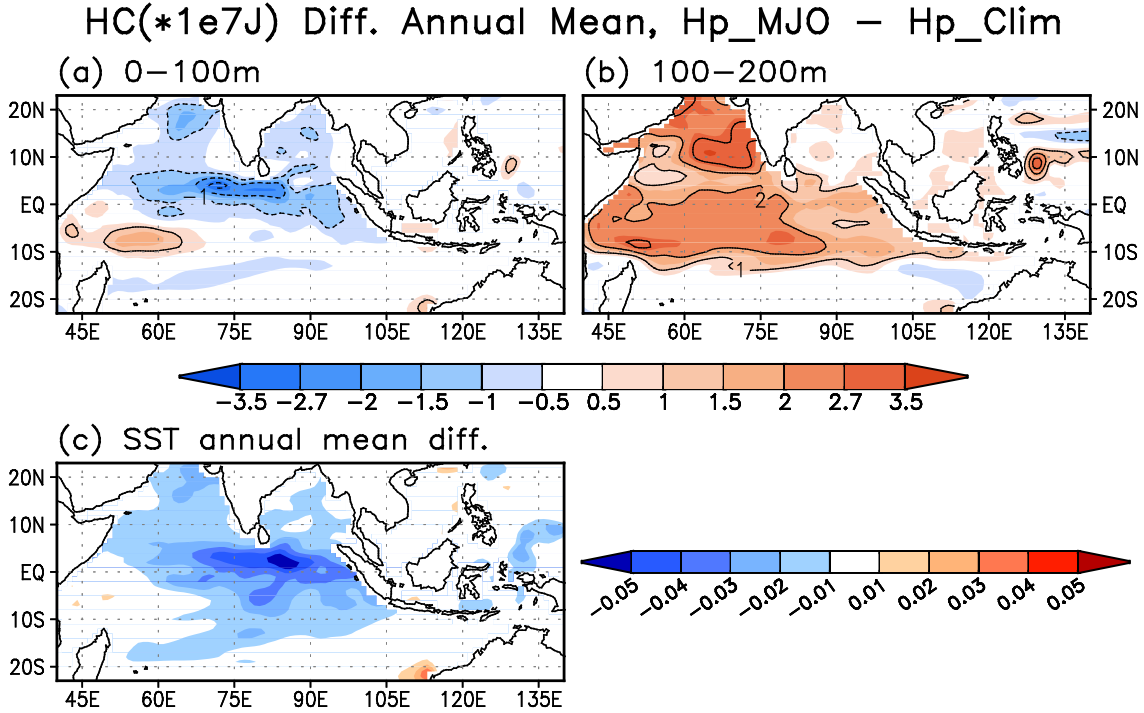 HC(*1e7J) Diff. Annual Mean, Hp_MJO − Hp_Clim
(a) 0−100m
(b) 100−200m
20N
10N
EQ
10S
20S
1
45E 60E 75E 90E 105E 120E 135E
2
1
20N
10N
EQ
10S
20S
45E 60E 75E 90E 105E 120E 135E
−3.5 −2.7 −2 −1.5 −1 −0.5 0.5 1 1.5 2 2.7 3.5
(c) SST annual mean diff.
20N
10N
EQ
10S
20S
45E 60E 75E 90E 105E 120E 135E
−0.05 −0.04 −0.03 −0.02 −0.01 0.01 0.02 0.03 0.04 0.05